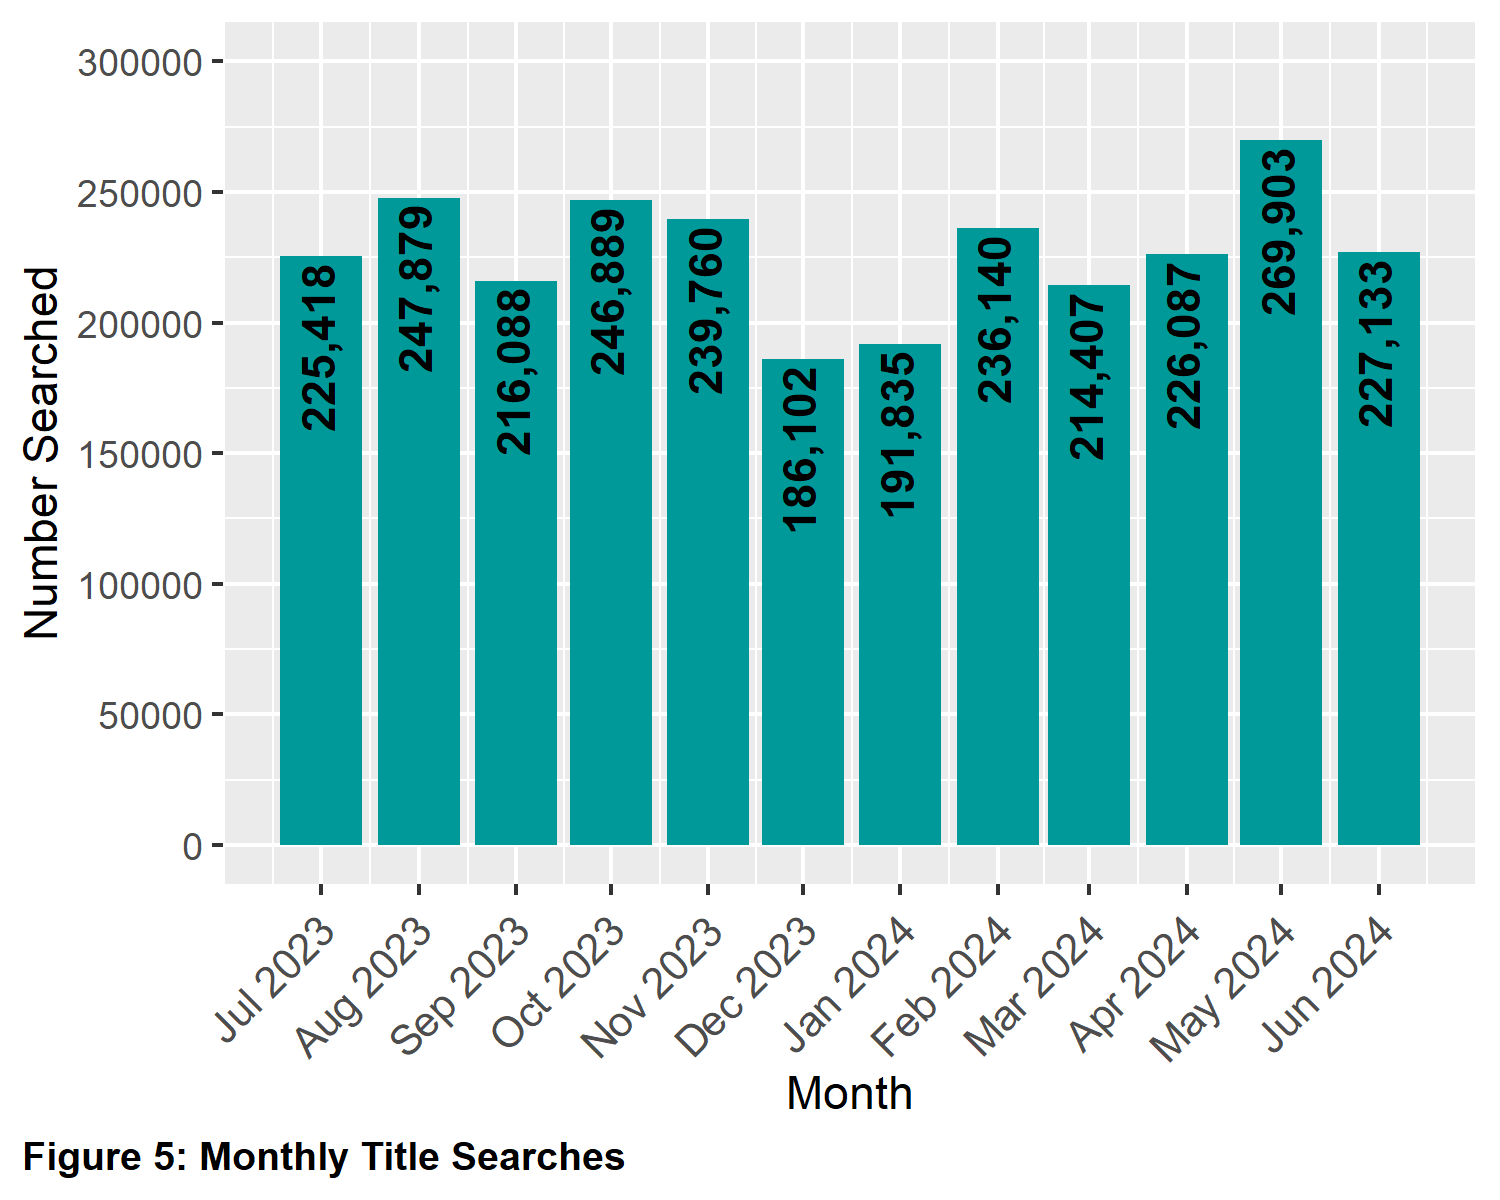 300000
250000
200000
150000
100000
50000
0
Number Searched
225,418
247,879
216,088
246,889
239,760
186,102
191,835
236,140
214,407
226,087
269,903
227,133
Jul 2023
Aug 2023
Sep 2023
Oct 2023
Nov 2023
Dec 2023
Jan 2024
Feb 2024
Mar 2024
Apr 2024
May 2024
Jun 2024
Month
Figure 5: Monthly Title Searches